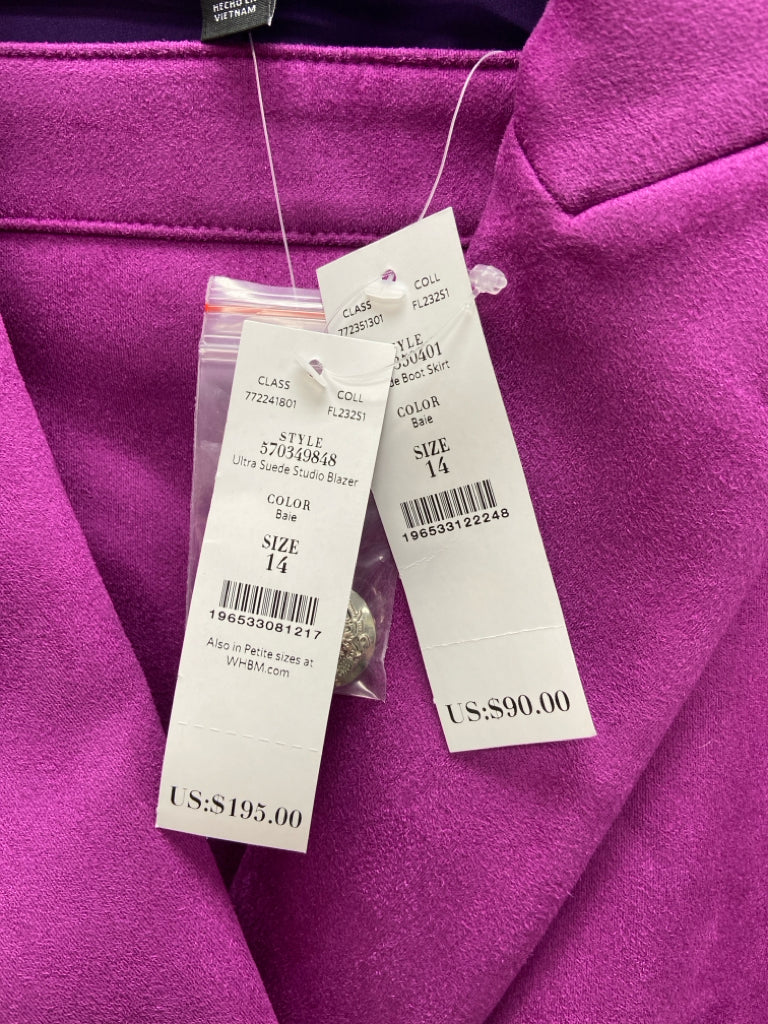 HECHO EN
VIETNAM
CLASS
772241801
COLL
FL232S1
STYLE
570349848
Ultra Suede Studio Blazer
COLOR
Baie
SIZE
14
196533081217
Also in Petite sizes at
WHBM.com
US:$195.00
CLASS
772351301
COLL
FL232S1
YLE
350401
de Boot Skirt
COLOR
Baie
SIZE
14
196533122248
US:$90.00